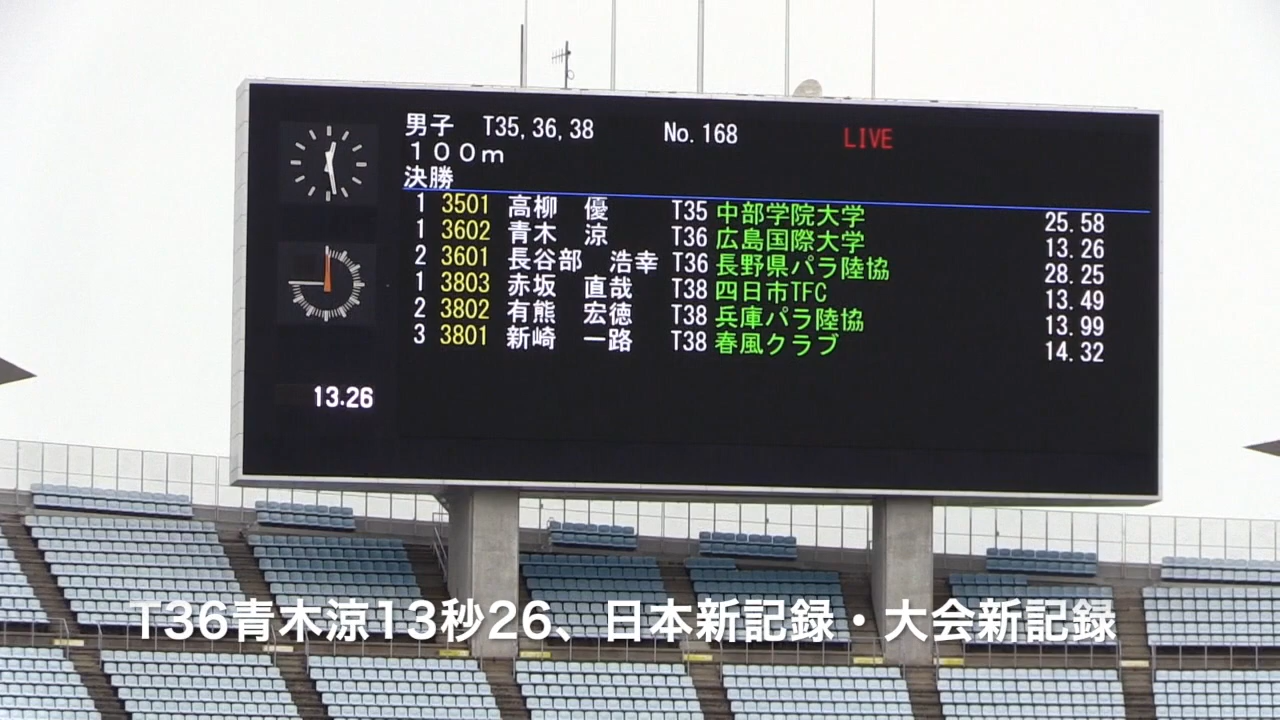 男子 T35,36,38 No.168 LIVE
100m
決勝
1 3501 高柳 優 T35 中部学院大学 25.58
1 3602 青木 涼 T36 広島国際大学 13.26
2 3601 長谷部 浩幸 T36 長野県パラ陸協 28.25
1 3803 赤坂 直哉 T38 四日市TFC 13.49
2 3802 有熊 宏徳 T38 兵庫パラ陸協 13.99
3 3801 新崎 一路 T38 春風クラブ 14.32
13.26
T36青木涼13秒26、日本新記録・大会新記録